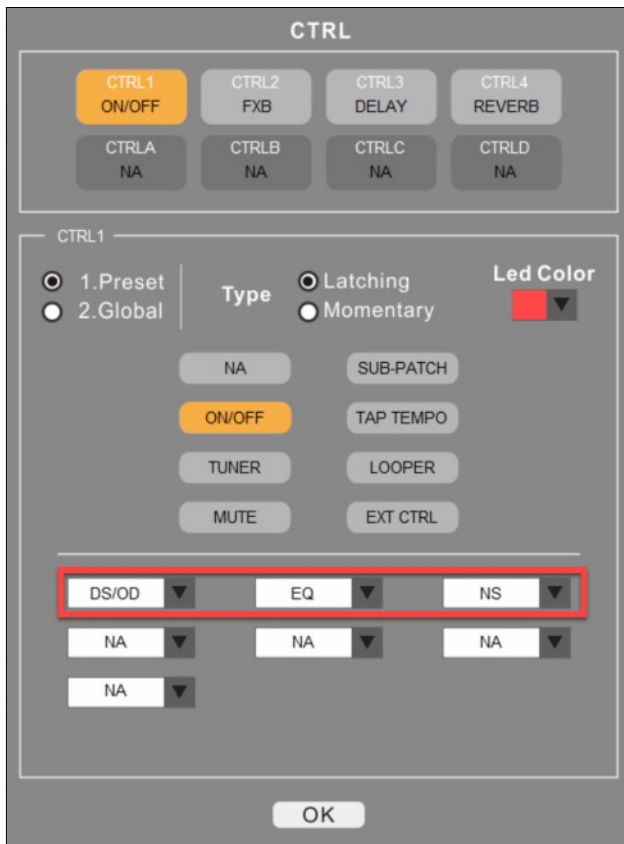 CTRL
CTRL1 CTRL2 CTRL3 CTRL4
ON/OFF FXB DELAY REVERB
CTRLA CTRLB CTRLC CTRLD
NA NA NA NA
CTRL1
1.Preset Type Latching Led Color
2.Global Momentary
NA SUB-PATCH
ON/OFF TAP TEMPO
TUNER LOOPER
MUTE EXT CTRL
DS/OD EQ NS
NA NA NA
NA
OK